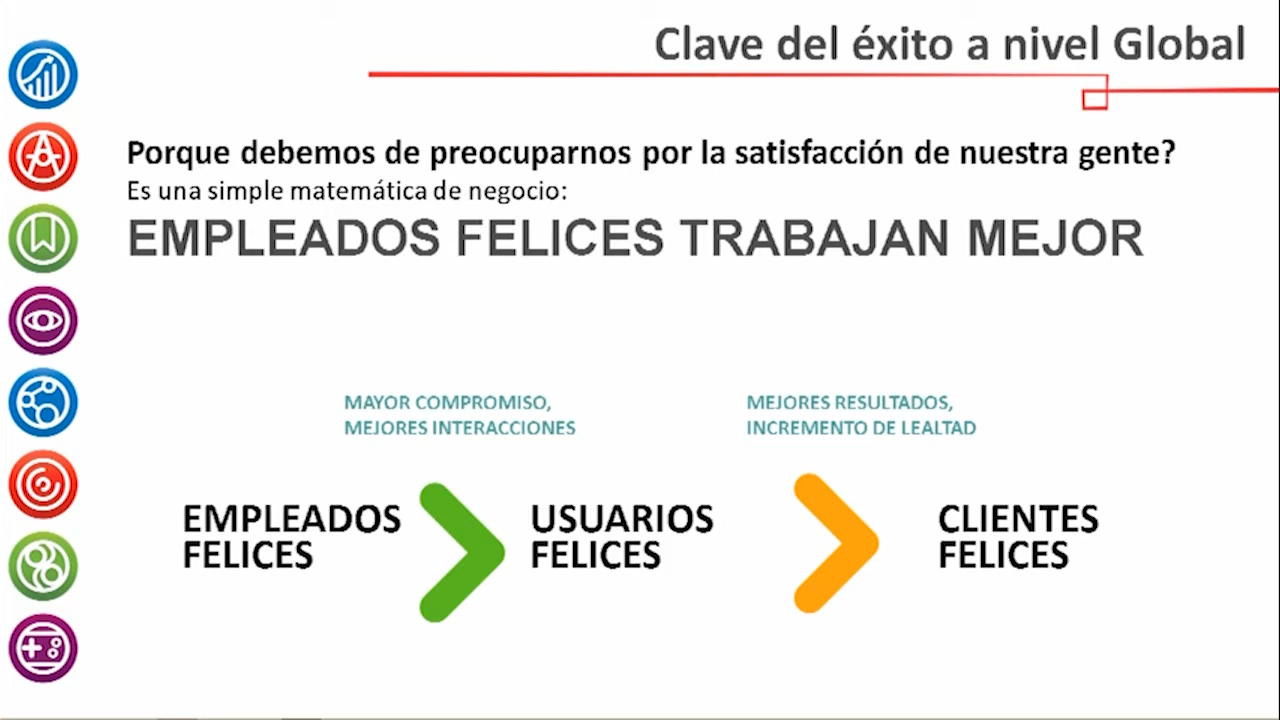 Clave del éxito a nivel Global
Porque debemos de preocuparnos por la satisfacción de nuestra gente?
Es una simple matemática de negocio:
EMPLEADOS FELICES TRABAJAN MEJOR
MAYOR COMPROMISO,
MEJORES INTERACCIONES
MEJORES RESULTADOS,
INCREMENTO DE LEALTAD
EMPLEADOS
FELICES
USUARIOS
FELICES
CLIENTES
FELICES